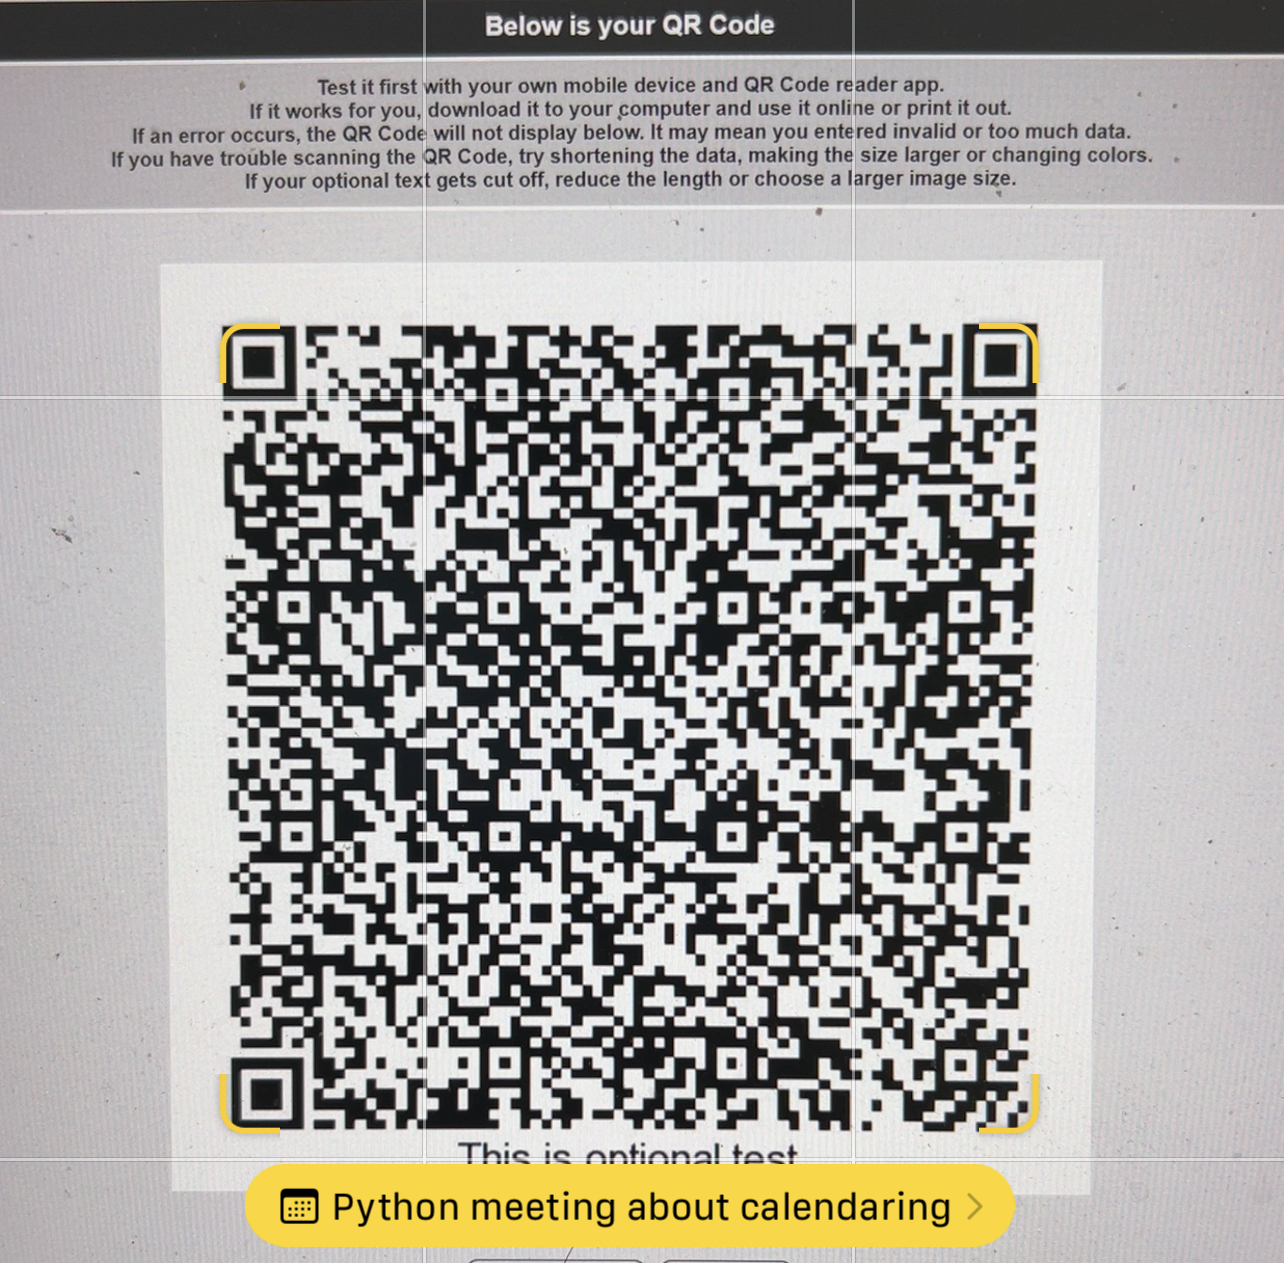 Below is your QR Code
Test it first with your own mobile device and QR Code reader app.
If it works for you, download it to your computer and use it online or print it out.
If an error occurs, the QR Code will not display below. It may mean you entered invalid or too much data.
If you have trouble scanning the QR Code, try shortening the data, making the size larger or changing colors.
If your optional text gets cut off, reduce the length or choose a larger image size.
This is optional test
Python meeting about calendaring